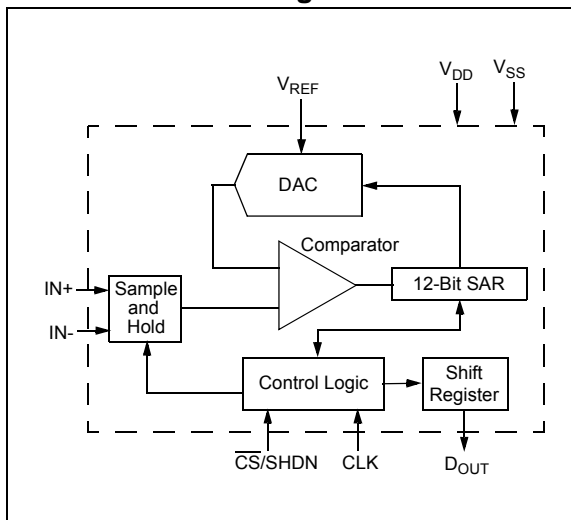 V_DD V_SS
V_REF
DAC
Comparator
12-Bit SAR
IN+
IN-
Sample
and
Hold
Control Logic
Shift
Register
C̅S̅/SHDN CLK D_OUT